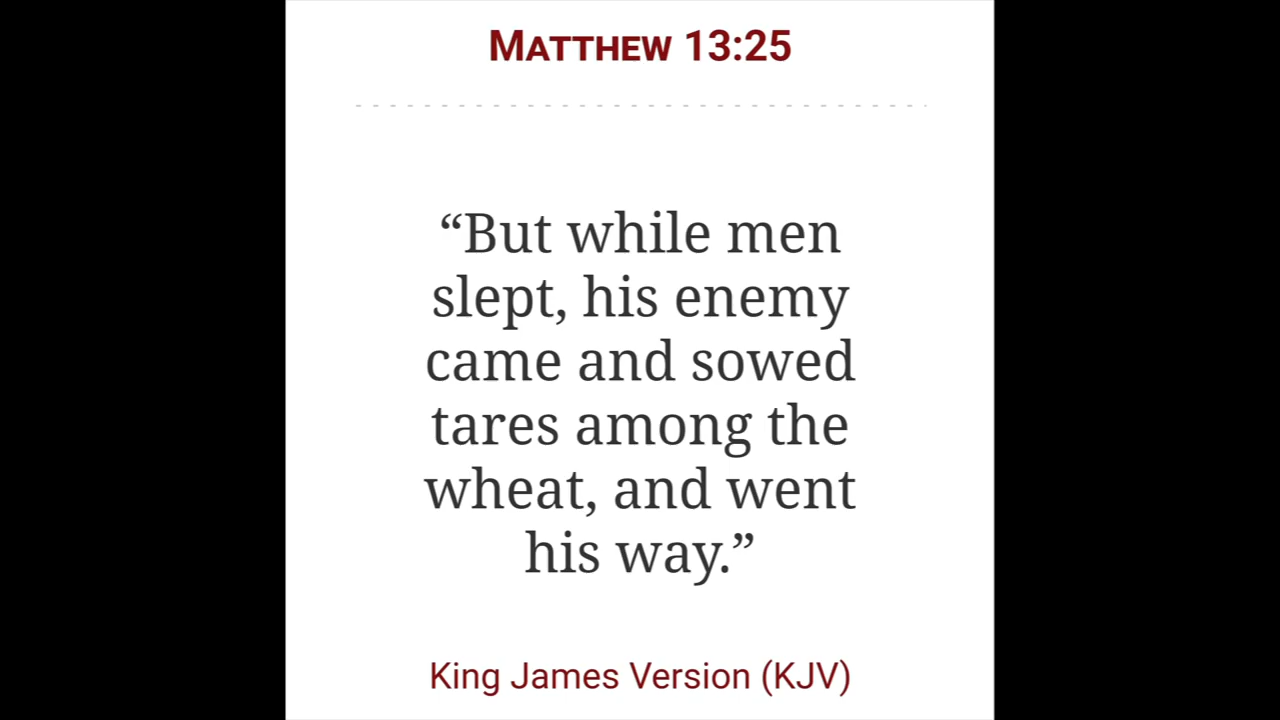 Matthew 13:25
“But while men
slept, his enemy
came and sowed
tares among the
wheat, and went
his way.”
King James Version (KJV)